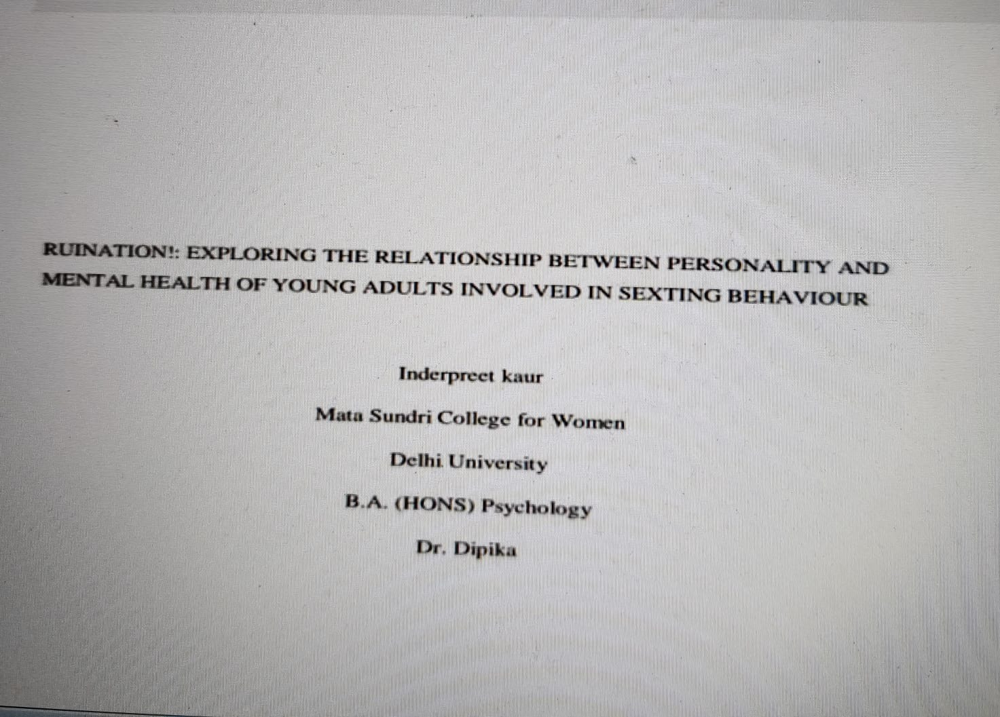 RUINATION!: EXPLORING THE RELATIONSHIP BETWEEN PERSONALITY AND
MENTAL HEALTH OF YOUNG ADULTS INVOLVED IN SEXTING BEHAVIOUR
Inderpreet kaur
Mata Sundri College for Women
Delhi University
B.A. (HONS) Psychology
Dr. Dipika